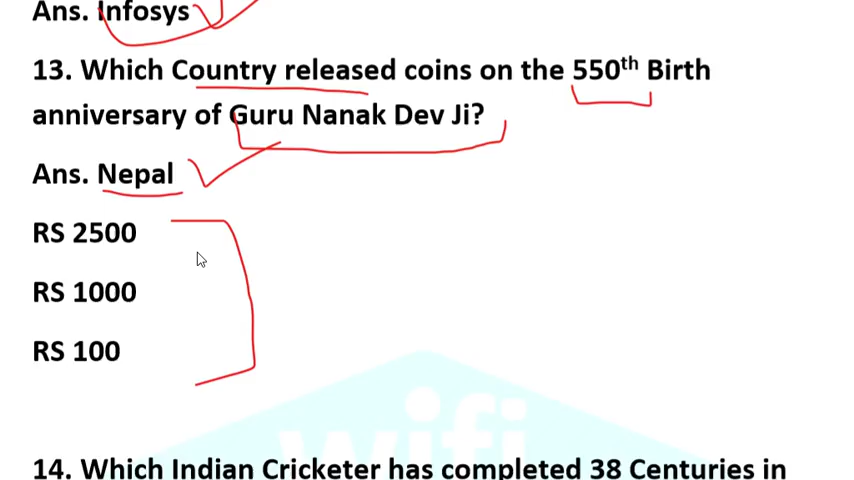 Ans. Infosys
13. Which Country released coins on the 550th Birth
anniversary of Guru Nanak Dev Ji?
Ans. Nepal
RS 2500
RS 1000
RS 100
wifi
14. Which Indian Cricketer has completed 38 Centuries in